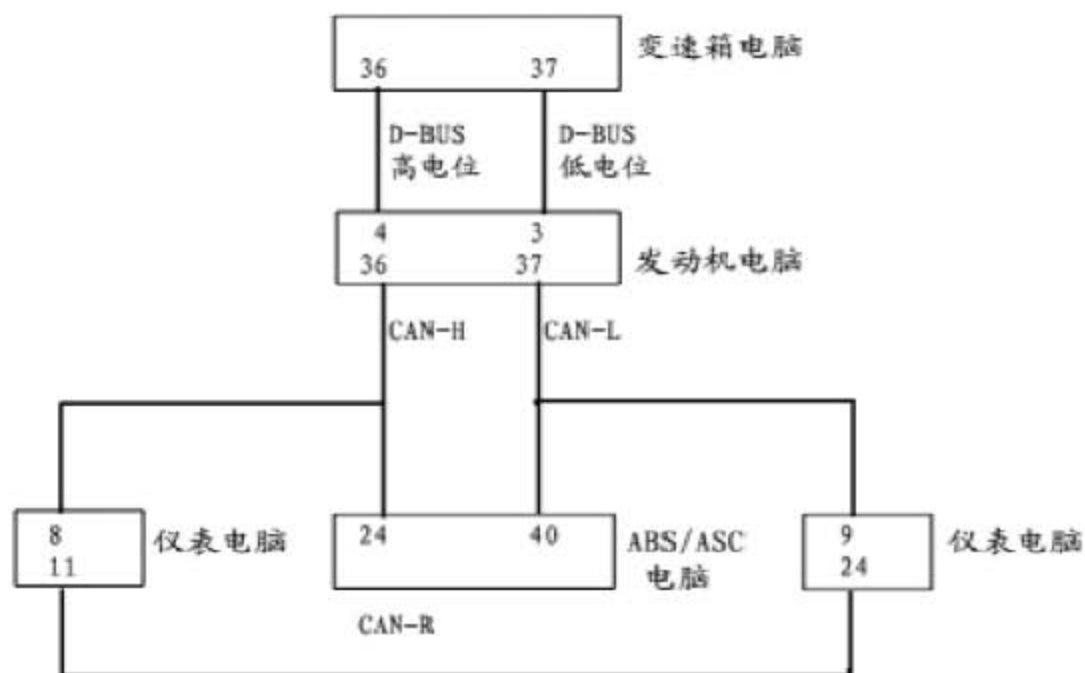 变速箱电脑
36 37
D-BUS D-BUS
高电位 低电位
4 3
36 37
发动机电脑
CAN-H CAN-L
8
11
仪表电脑
24 40
ABS/ASC
电脑
9
24
仪表电脑
CAN-R